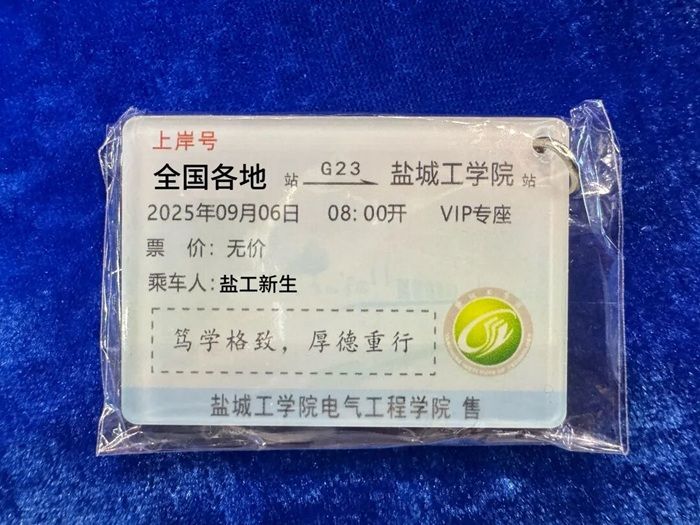 上岸号
全国各地 站 G23 盐城工学院 站
2025年09月06日 08:00开 VIP专座
票 价：无价
乘车人：盐工新生
笃学格致，厚德重行
盐城工学院电气工程学院 售